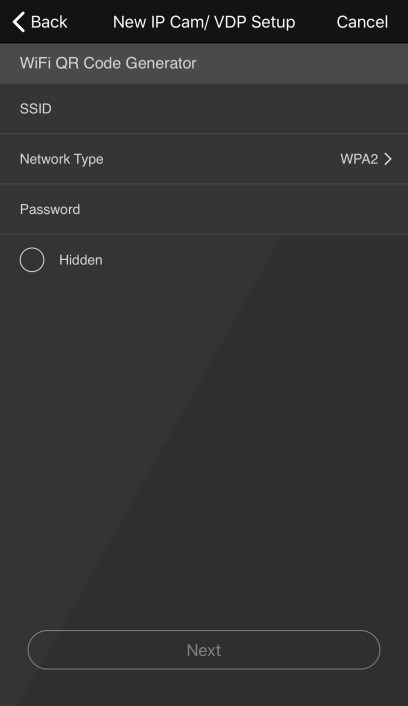 Back New IP Cam/ VDP Setup Cancel
WiFi QR Code Generator
SSID
Network Type WPA2
Password
Hidden
Next